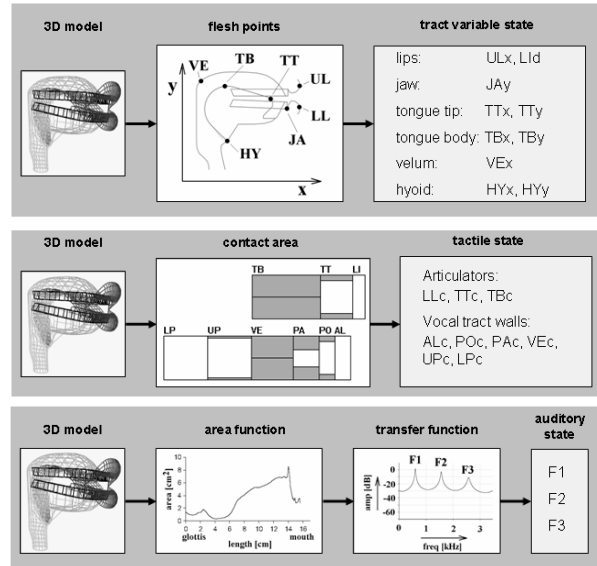 3D model
flesh points
tract variable state
VE
TB
TT
UL
LL
JA
HY
y
x
lips: ULx, LId
jaw: JAy
tongue tip: TTx, TTy
tongue body: TBx, TBy
velum: VEx
hyoid: HYx, HYy
3D model
contact area
tactile state
TB TT LI
LP UP VE PA PO AL
Articulators:
LLc, TTc, TBc
Vocal tract walls:
ALc, POc, PAc, VEc,
UPc, LPc
3D model
area function
transfer function
auditory
state
area [cm2]
10
8
6
4
2
0
0 2 4 6 8 10 12 14 16
glottis mouth
length [cm]
F1 F2 F3
amp [dB]
0
-20
-40
-60
0 1 2 3
freq [kHz]
F1
F2
F3